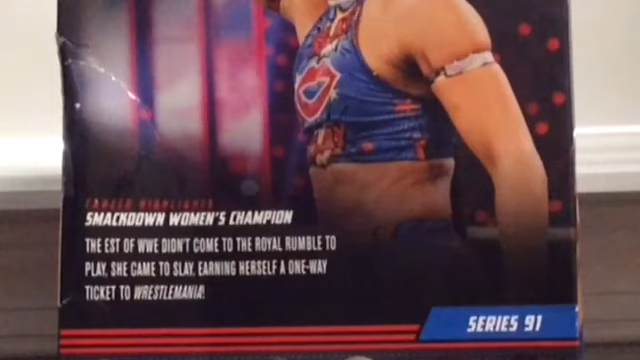 CAREER HIGHLIGHTS
SMACKDOWN WOMEN'S CHAMPION
THE EST OF WWE DIDN'T COME TO THE ROYAL RUMBLE TO
PLAY, SHE CAME TO SLAY, EARNING HERSELF A ONE-WAY
TICKET TO WRESTLEMANIA!
SERIES 91